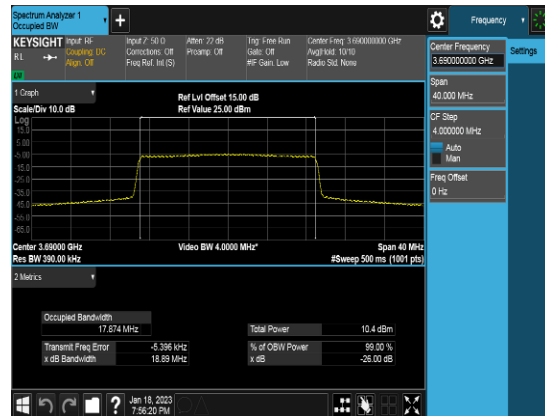 Spectrum Analyzer 1
Occupied BW
+
Frequency
KEYSIGHT Input: RF
Coupling: DC
Align: Off
RL
LW
Input Z: 50 Ω
Corrections: Off
Freq Ref: Int (S)
Atten: 22 dB
Preamp: Off
Trig: Free Run
Gate: Off
#IF Gain: Low
Center Freq: 3.690000000 GHz
Avg|Hold: 10/10
Radio Std: None
Center Frequency
3.690000000 GHz
Settings
Span
40.000 MHz
CF Step
4.000000 MHz
Auto
Man
Freq Offset
0 Hz
1 Graph
Scale/Div 10.0 dB
Ref Lvl Offset 15.00 dB
Ref Value 25.00 dBm
Log
15.0
5.00
-5.00
-15.0
-25.0
-35.0
-45.0
-55.0
-65.0
Center 3.69000 GHz
Video BW 4.0000 MHz*
Span 40 MHz
Res BW 390.00 kHz
#Sweep 500 ms (1001 pts)
2 Metrics
Occupied Bandwidth
17.874 MHz
Total Power 10.4 dBm
Transmit Freq Error -5.396 kHz
% of OBW Power 99.00 %
x dB Bandwidth 18.89 MHz
x dB -26.00 dB
?
Jan 18, 2023
7:56:20 PM